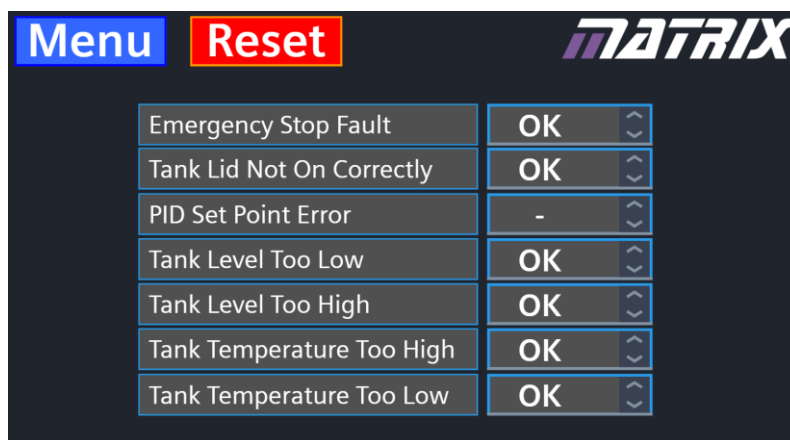 Menu Reset MATRIX
Emergency Stop Fault OK
Tank Lid Not On Correctly OK
PID Set Point Error -
Tank Level Too Low OK
Tank Level Too High OK
Tank Temperature Too High OK
Tank Temperature Too Low OK